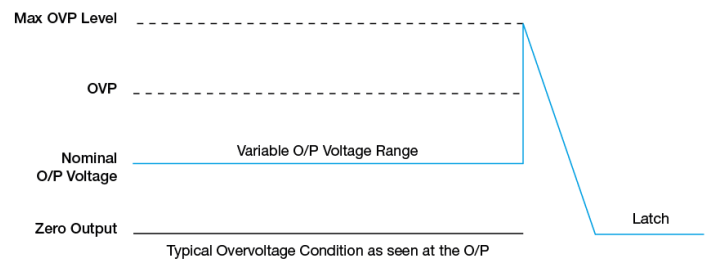 Max OVP Level
OVP
Variable O/P Voltage Range
Nominal
O/P Voltage
Latch
Zero Output
Typical Overvoltage Condition as seen at the O/P